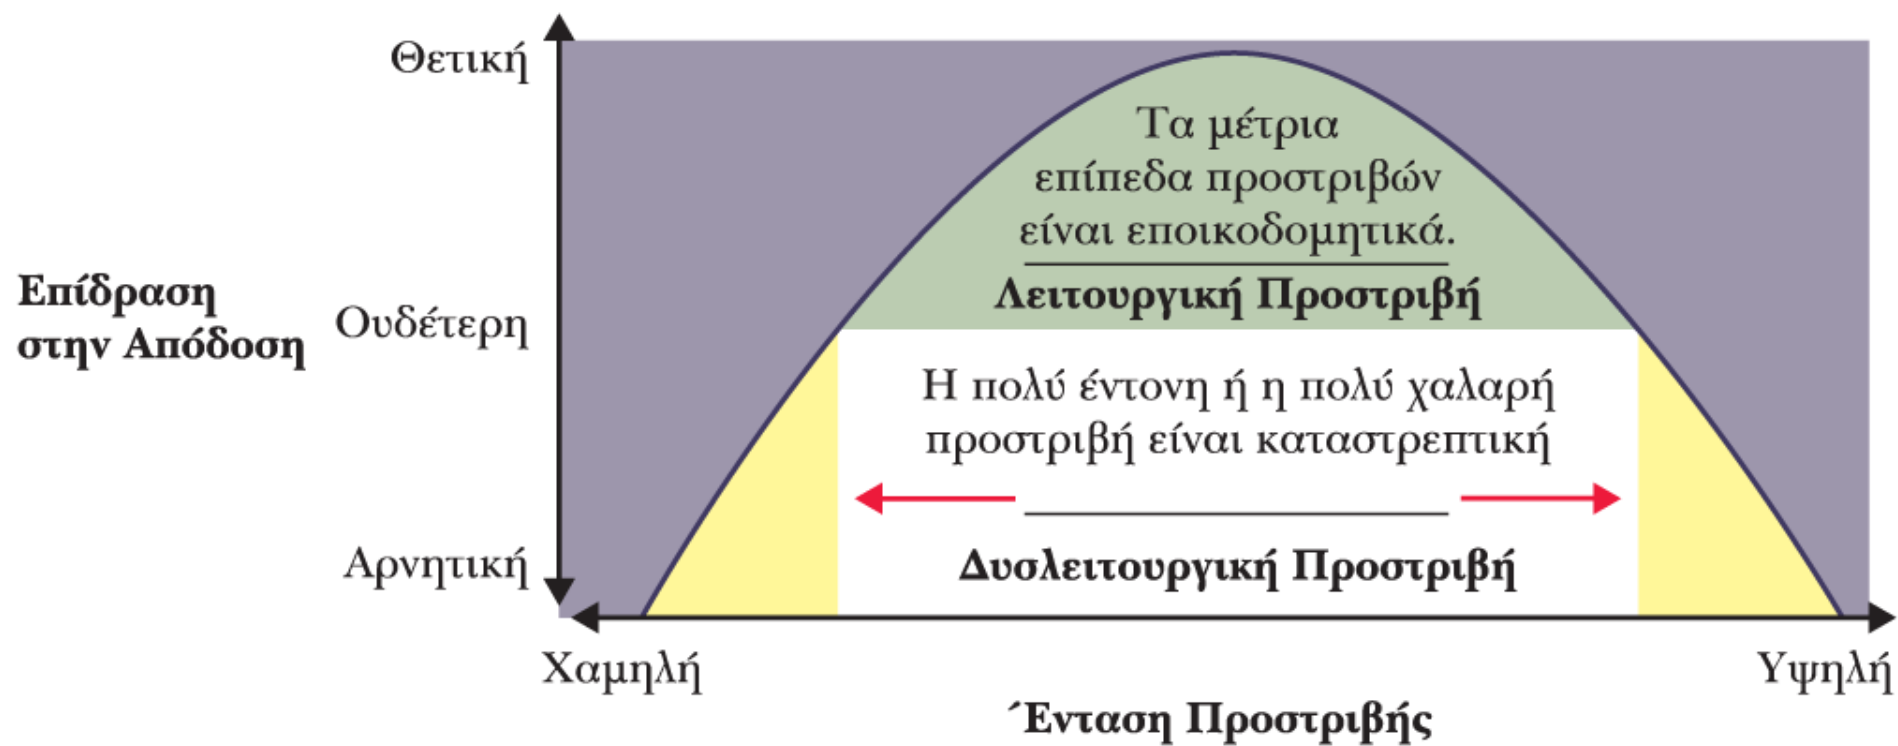 Θετική
Τα μέτρια
επίπεδα προστριβών
είναι εποικοδομητικά.
Λειτουργική Προστριβή
Επίδραση
στην Απόδοση
Ουδέτερη
Η πολύ έντονη ή η πολύ χαλαρή
προστριβή είναι καταστρεπτική
Δυσλειτουργική Προστριβή
Αρνητική
Χαμηλή
Υψηλή
Ένταση Προστριβής